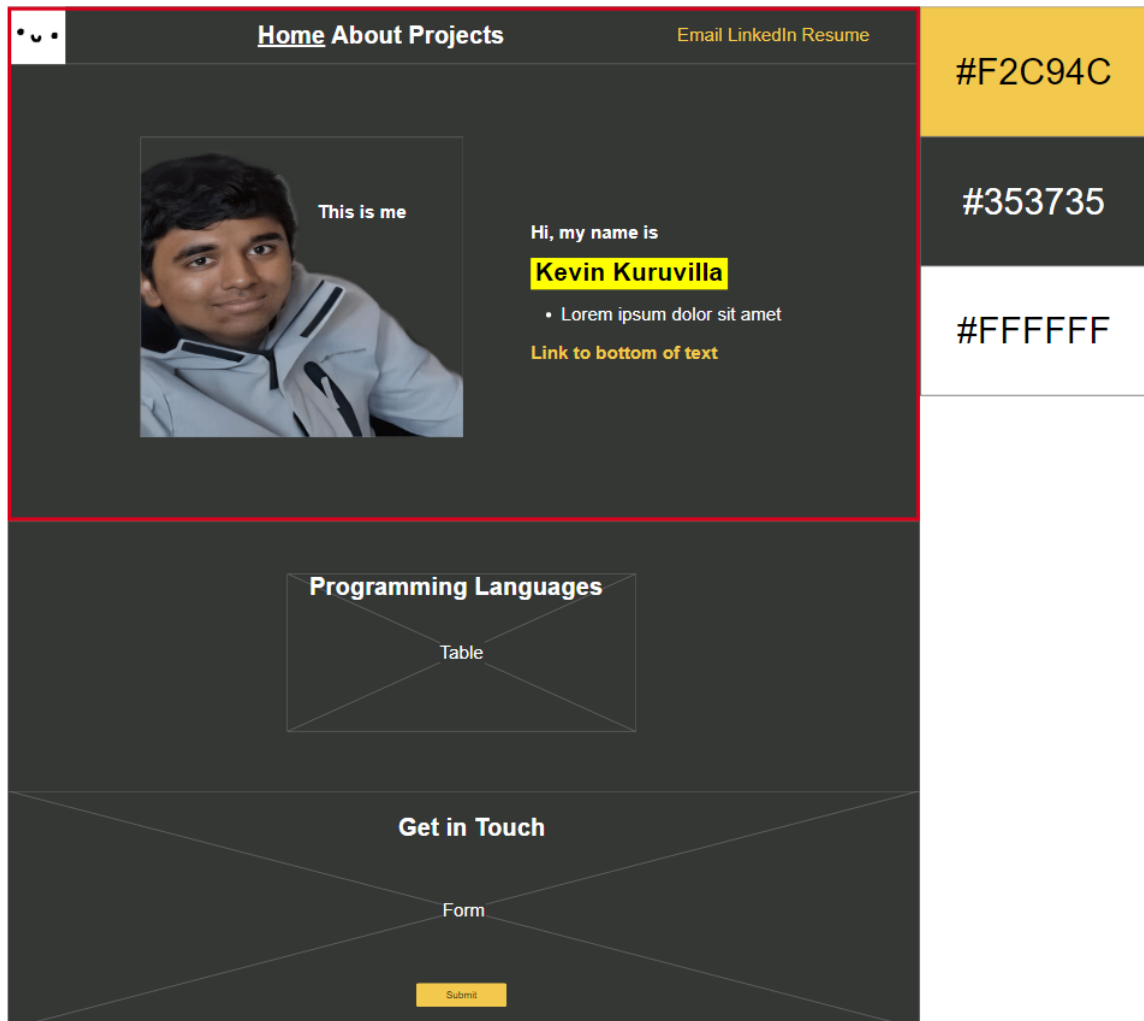 Home About Projects
Email LinkedIn Resume
#F2C94C
#353735
#FFFFFF
This is me
Hi, my name is
Kevin Kuruvilla
• Lorem ipsum dolor sit amet
Link to bottom of text
Programming Languages
Table
Get in Touch
Form
Submit